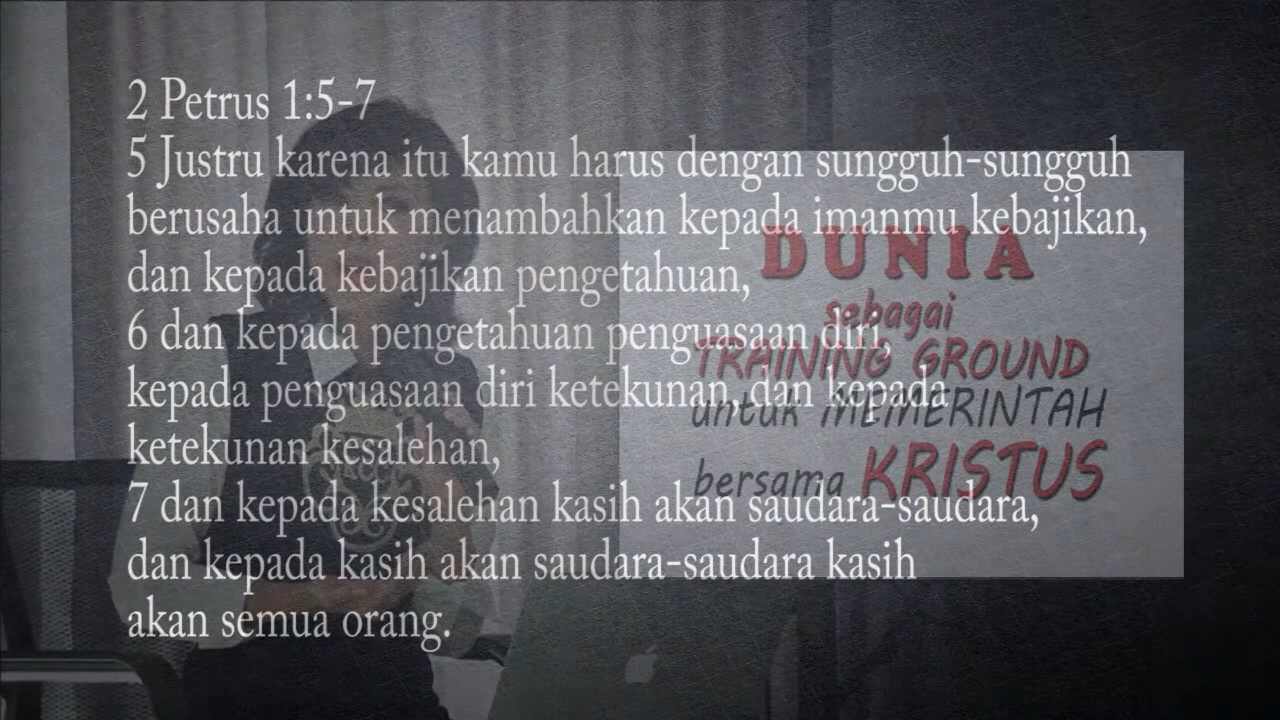 2 Petrus 1:5-7
5 Justru karena itu kamu harus dengan sungguh-sungguh
berusaha untuk menambahkan kepada imanmu kebajikan,
dan kepada kebajikan pengetahuan,
6 dan kepada pengetahuan penguasaan diri,
kepada penguasaan diri ketekunan, dan kepada
ketekunan kesalehan,
7 dan kepada kesalehan kasih akan saudara-saudara,
dan kepada kasih akan saudara-saudara kasih
akan semua orang.
DUNIA
sebagai
TRAINING GROUND
untuk MEMERINTAH
bersama KRISTUS